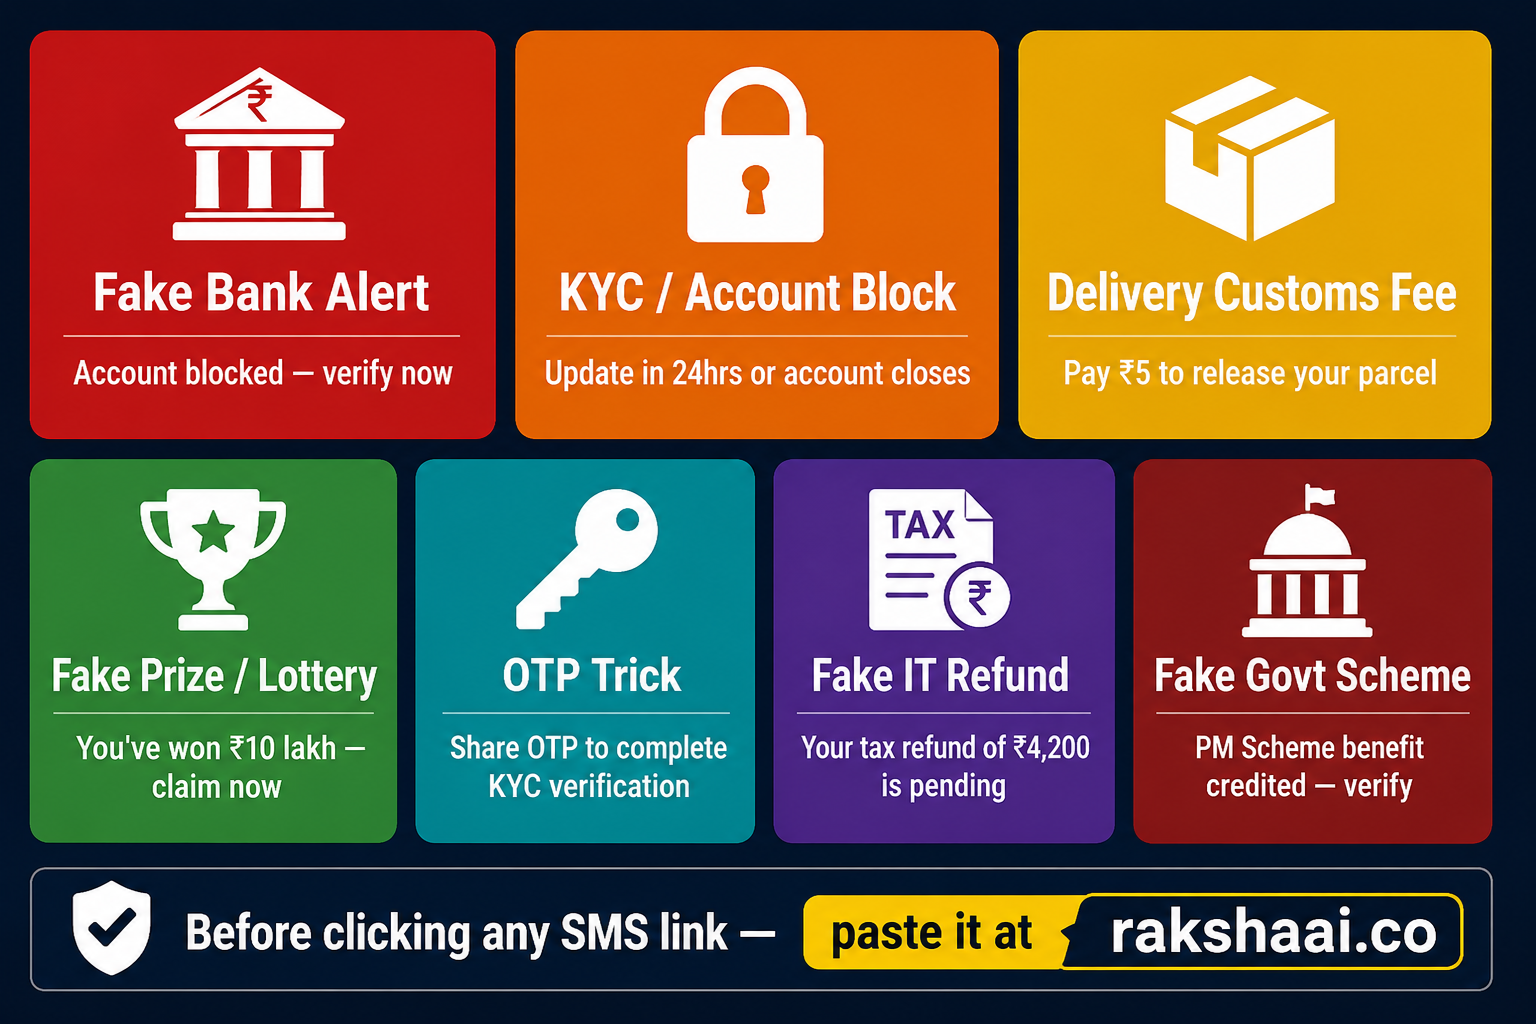 ₹
Fake Bank Alert
Account blocked — verify now
KYC / Account Block
Update in 24hrs or account closes
Delivery Customs Fee
Pay ₹5 to release your parcel
Fake Prize / Lottery
You've won ₹10 lakh —
claim now
OTP Trick
Share OTP to complete
KYC verification
TAX
₹
Fake IT Refund
Your tax refund of ₹4,200
is pending
Fake Govt Scheme
PM Scheme benefit
credited — verify
Before clicking any SMS link — paste it at rakshaai.co